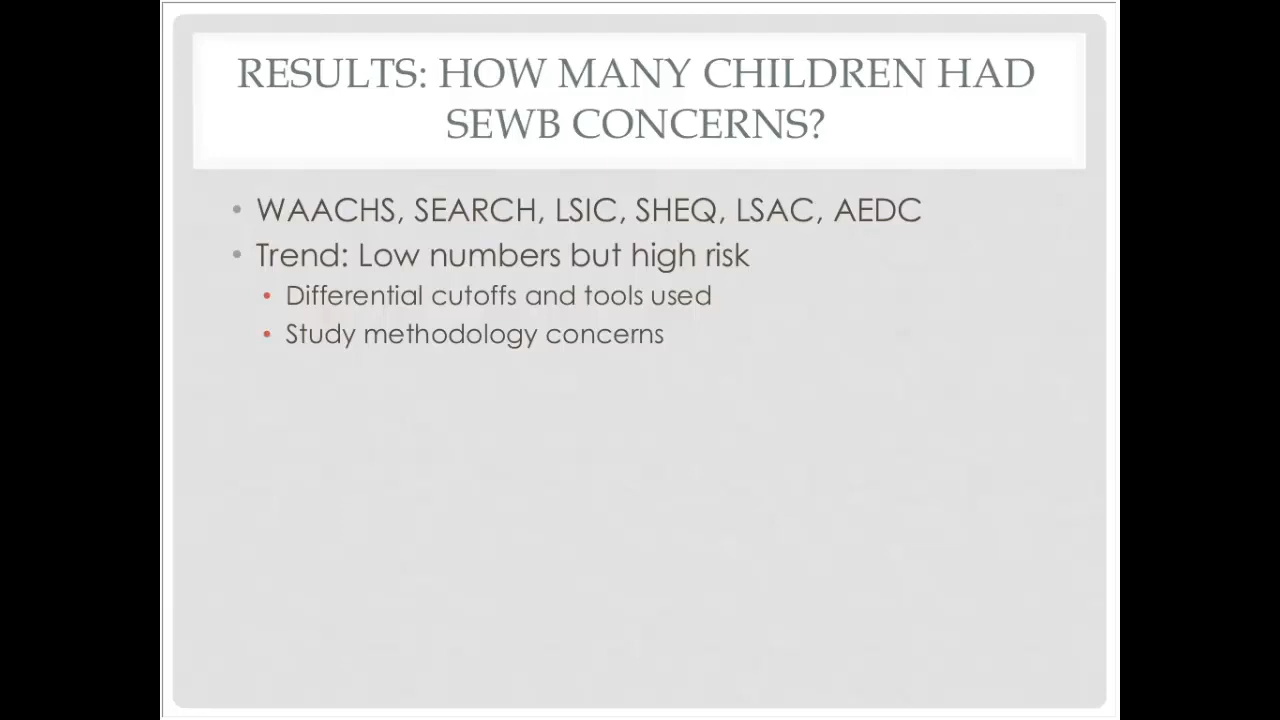 RESULTS: HOW MANY CHILDREN HAD
SEWB CONCERNS?
• WAACHS, SEARCH, LSIC, SHEQ, LSAC, AEDC
• Trend: Low numbers but high risk
• Differential cutoffs and tools used
• Study methodology concerns